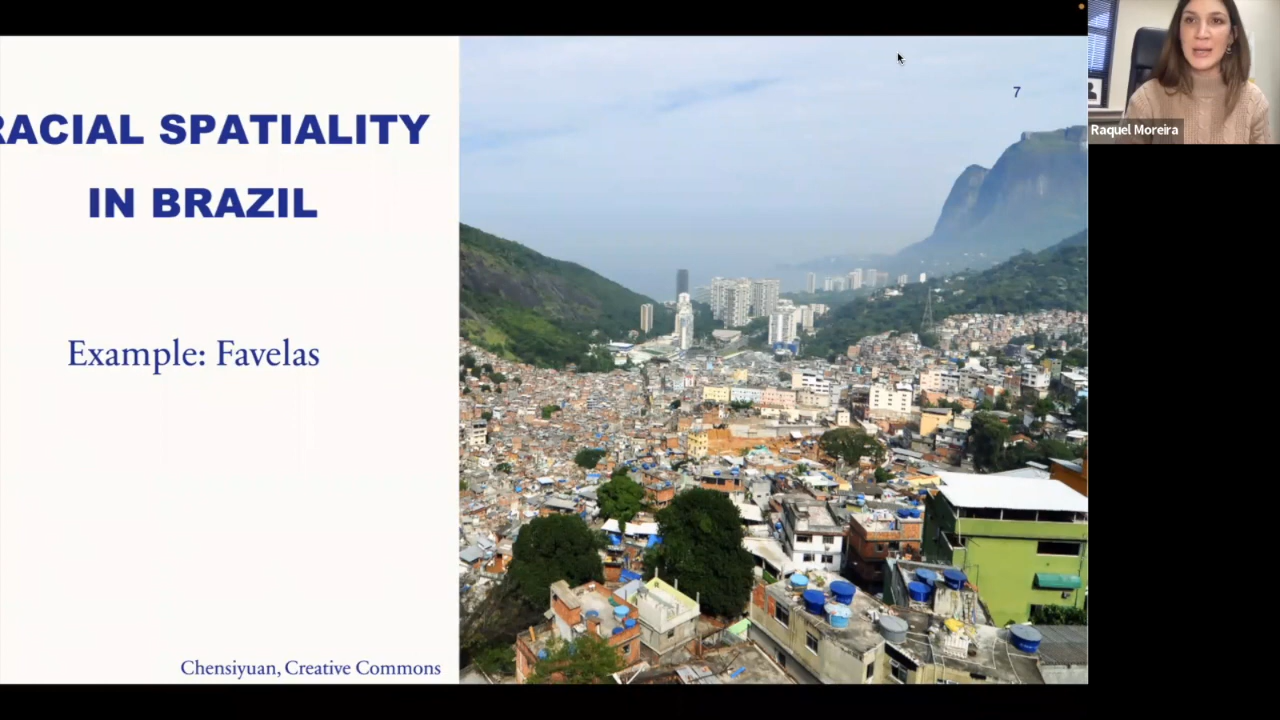 RACIAL SPATIALITY
IN BRAZIL
Example: Favelas
Chensiyuan, Creative Commons
7
Raquel Moreira